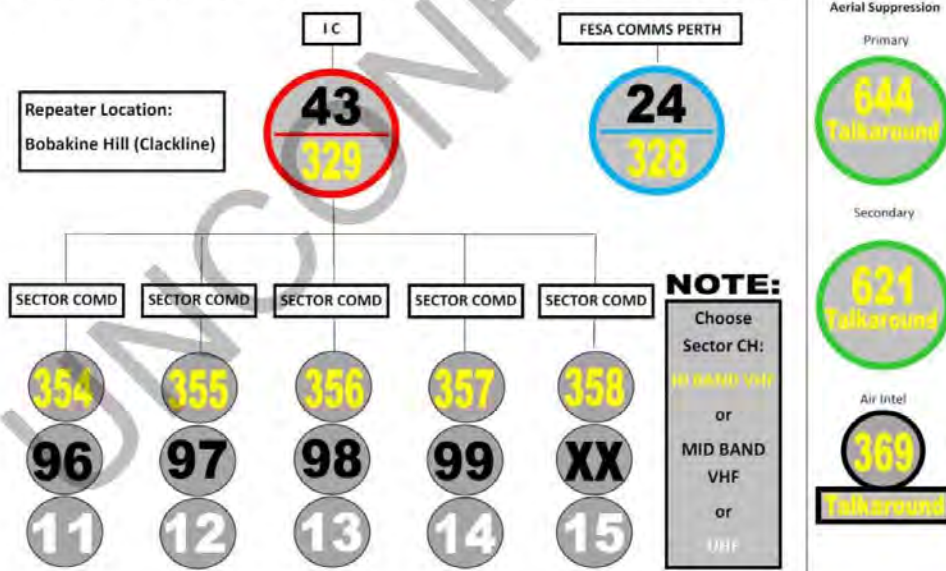 Aerial Suppression
I C
FESA COMMS PERTH
Primary
Repeater Location:
Bobakine Hill (Clackline)
43
329
24
328
644
Talkaround
Secondary
SECTOR COMD
SECTOR COMD
SECTOR COMD
SECTOR COMD
SECTOR COMD
621
Talkaround
NOTE:
Choose
Sector CH:
HI BAND VHF
or
MID BAND
VHF
or
UHF
354
355
356
357
358
96
97
98
99
XX
11
12
13
14
15
Air Intel
369
Talkaround